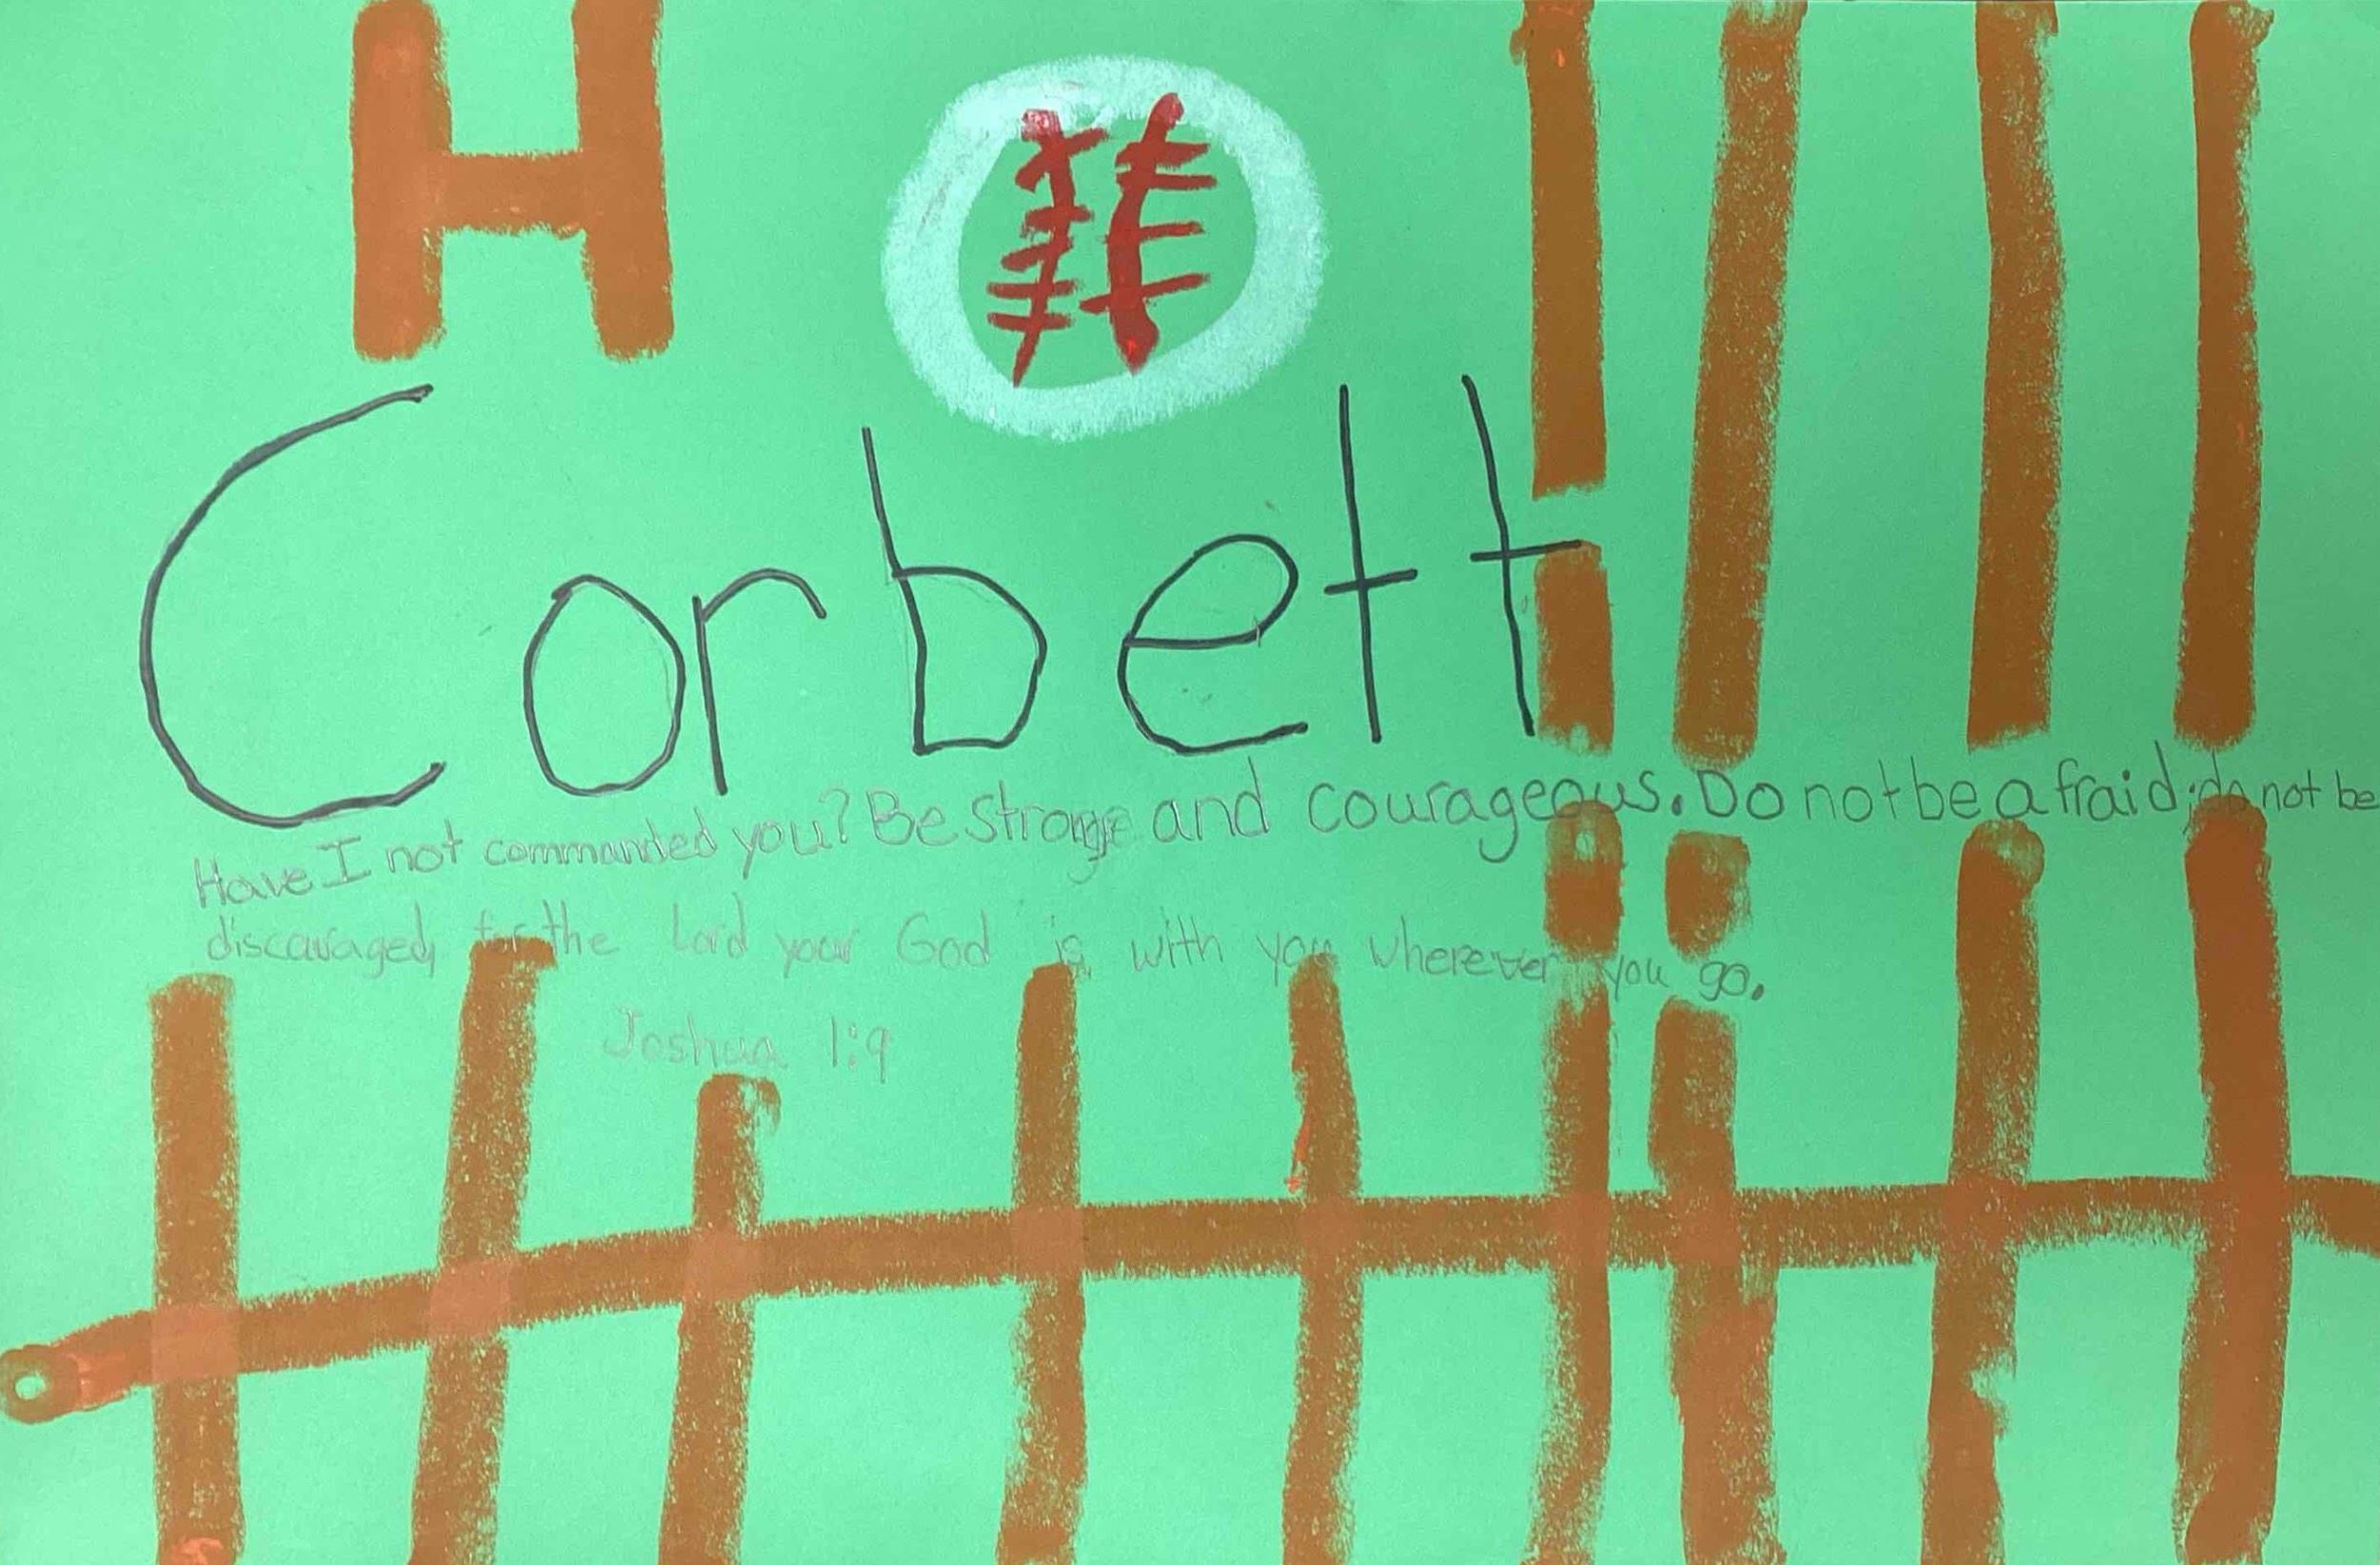 H
Corbett
Have I not commanded you? Be strong and courageous. Do not be afraid; do not be
discouraged, for the Lord your God is with you wherever you go.
Joshua 1:9